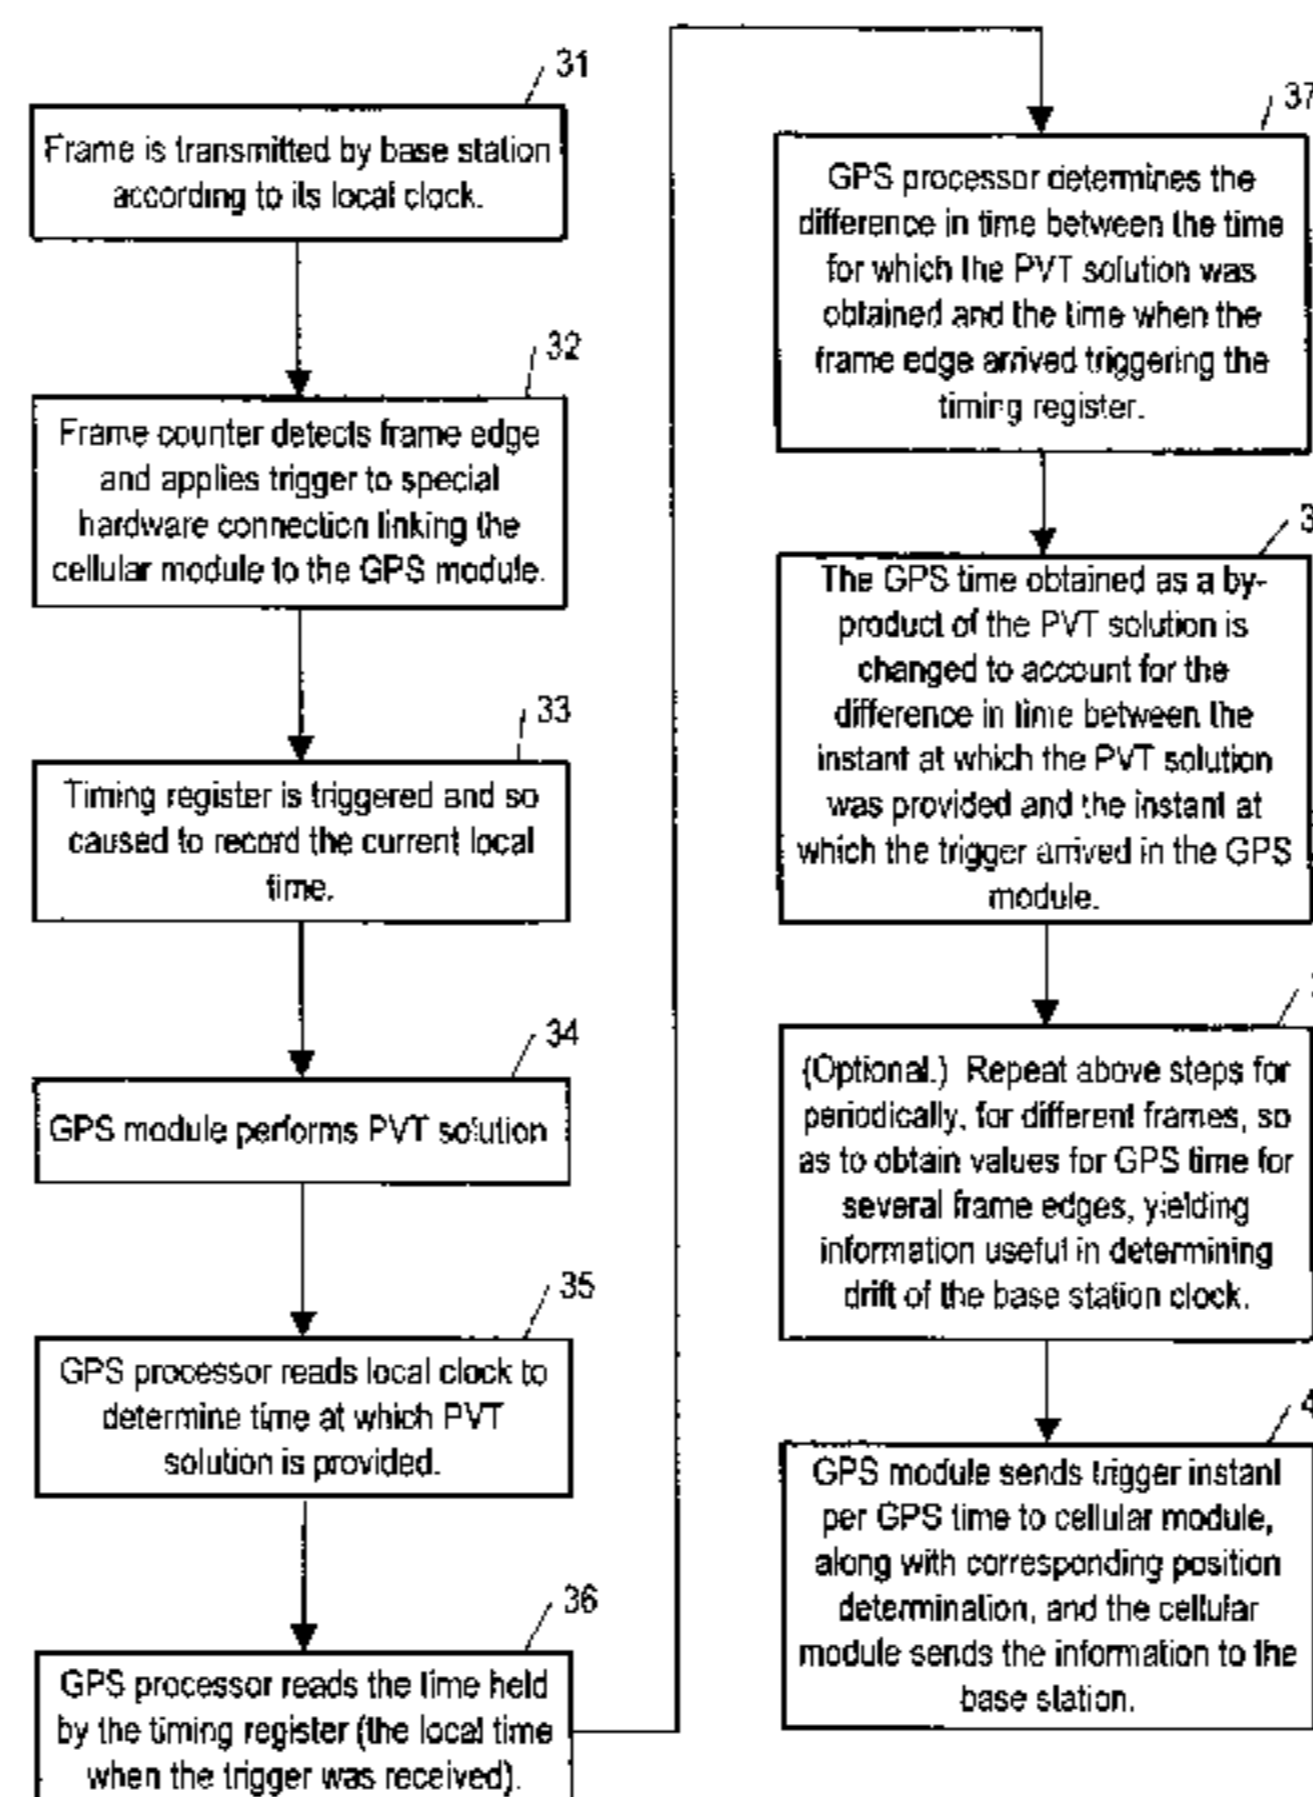 31
Frame is transmitted by base station
according to its local clock.
32
Frame counter detects frame edge
and applies trigger to special
hardware connection linking the
cellular module to the GPS module.
33
Timing register is triggered and so
caused to record the current local
time.
34
GPS module performs PVT solution
35
GPS processor reads local clock to
determine time at which PVT
solution is provided.
36
GPS processor reads the time held
by the timing register (the local time
when the trigger was received).
37
GPS processor determines the
difference in time between the time
for which the PVT solution was
obtained and the time when the
frame edge arrived triggering the
timing register.
The GPS time obtained as a by-
product of the PVT solution is
changed to account for the
difference in time between the
instant at which the PVT solution
was provided and the instant at
which the trigger arrived in the GPS
module.
(Optional.) Repeat above steps for
periodically, for different frames, so
as to obtain values for GPS time for
several frame edges, yielding
information useful in determining
drift of the base station clock.
GPS module sends trigger instant
per GPS time to cellular module,
along with corresponding position
determination, and the cellular
module sends the information to the
base station.